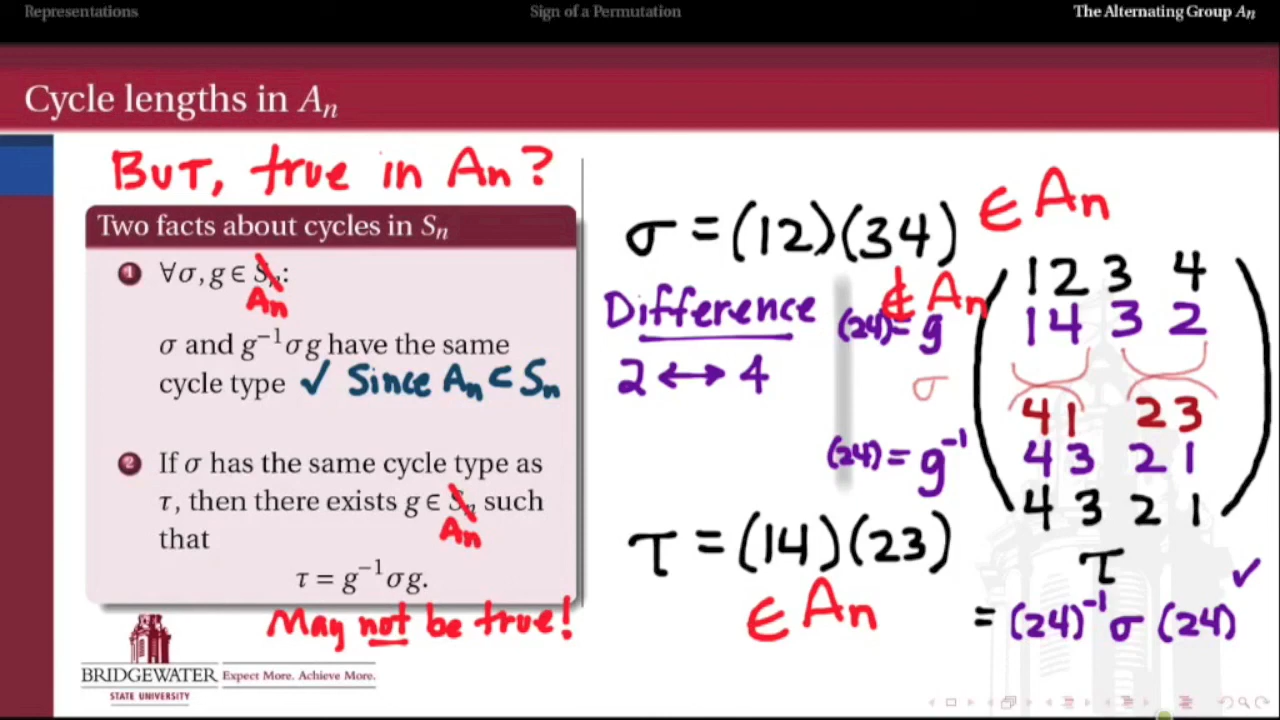 Representations
Sign of a Permutation
The Alternating Group Aₙ
Cycle lengths in Aₙ
BUT, true in Aₙ?
Two facts about cycles in Sₙ
1 ∀σ, g ∈ Sₙ:
Aₙ
σ and g⁻¹σg have the same
cycle type ✓ Since Aₙ ⊂ Sₙ
2 If σ has the same cycle type as
τ, then there exists g ∈ Sₙ such
that Aₙ
τ = g⁻¹σg.
May not be true!
BRIDGEWATER
STATE UNIVERSITY
Expect More. Achieve More.
σ = (12)(34) ∈ Aₙ
Difference
2 ↔ 4
∉ Aₙ
(24) = g
σ
(24) = g⁻¹
1 2 3 4
1 4 3 2
4 1 2 3
4 3 2 1
4 3 2 1
τ = (14)(23)
∈ Aₙ
τ ✓
= (24)⁻¹ σ (24)